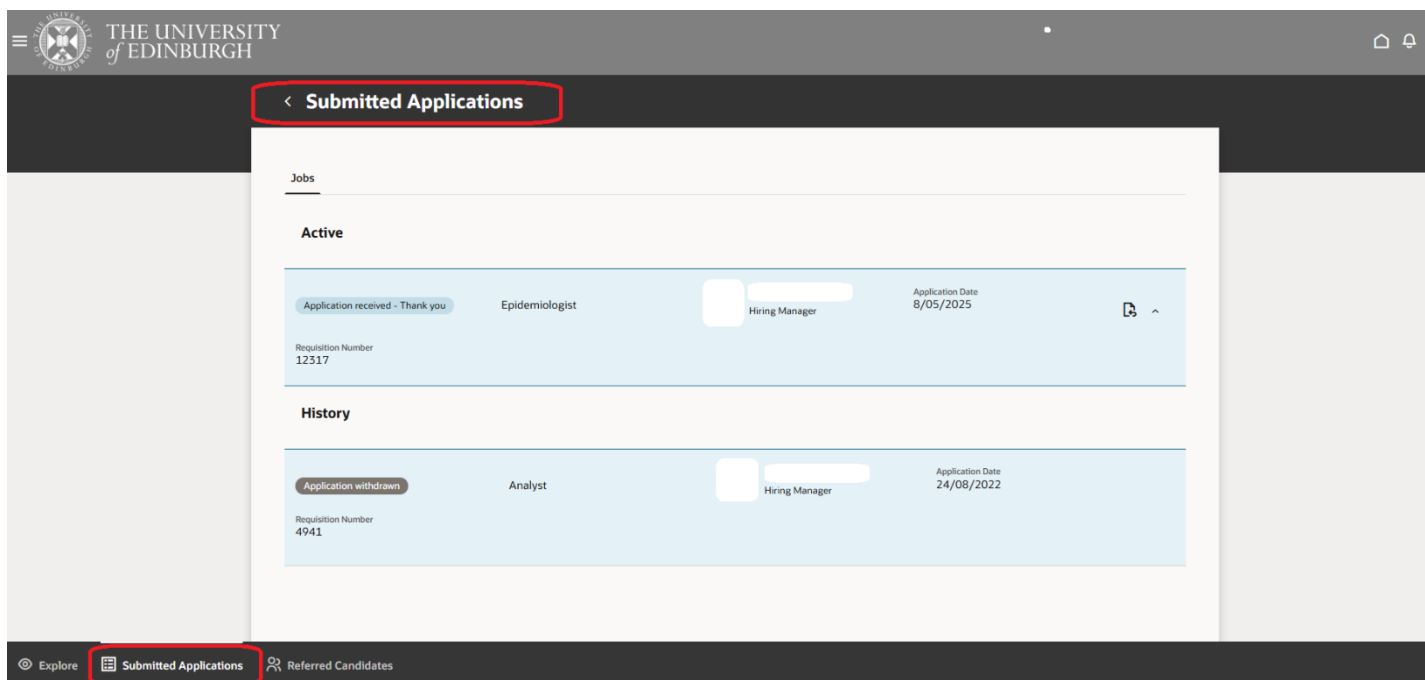 THE UNIVERSITY
of EDINBURGH
Submitted Applications
Jobs
Active
Application received - Thank you
Epidemiologist
Hiring Manager
Application Date
8/05/2025
Requisition Number
12317
History
Application withdrawn
Analyst
Hiring Manager
Application Date
24/08/2022
Requisition Number
4941
Explore
Submitted Applications
Referred Candidates